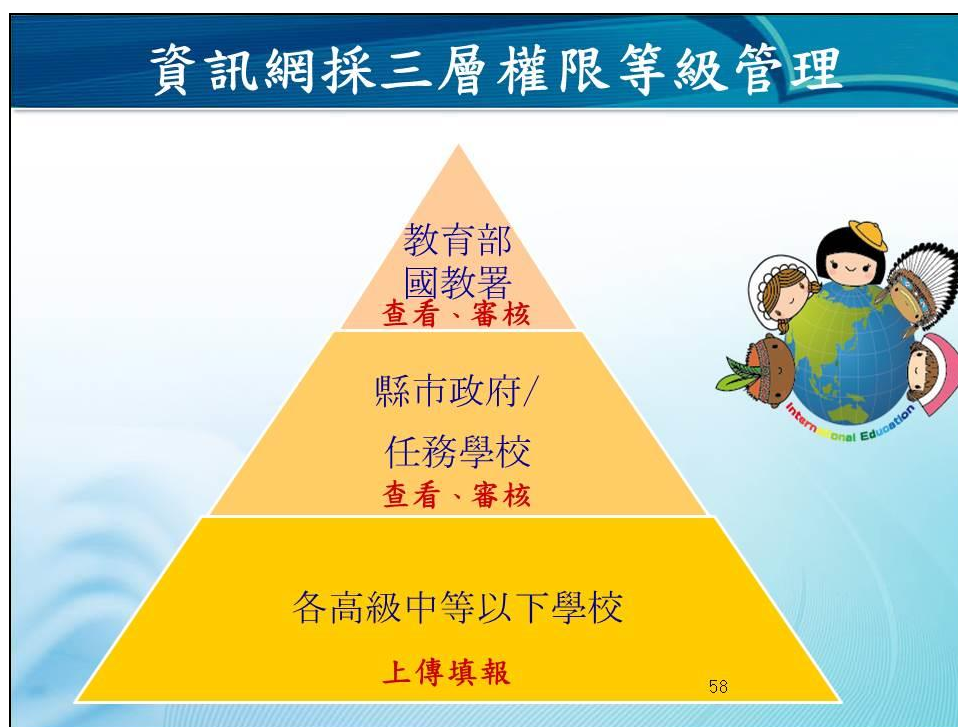 資訊網採三層權限等級管理
教育部
國教署
查看、審核
縣市政府/
任務學校
查看、審核
各高級中等以下學校
上傳填報
58
International Education